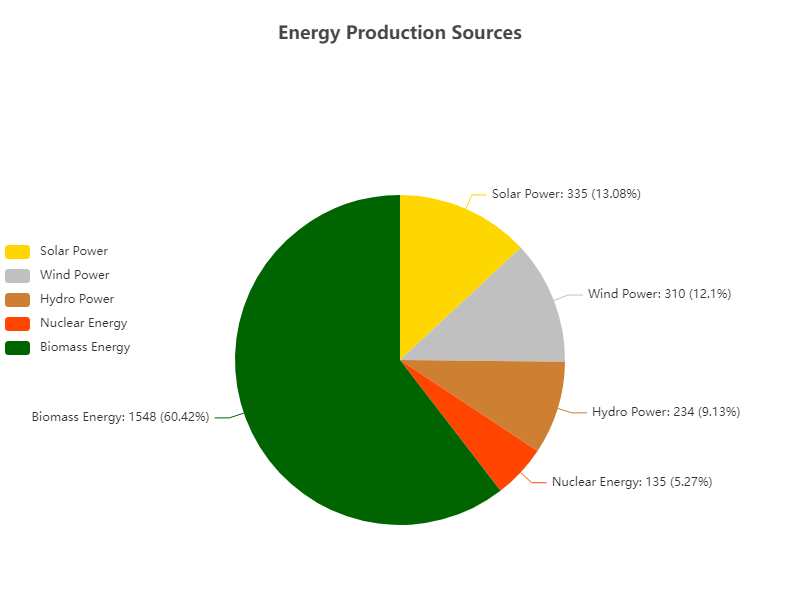 Energy Production Sources
Solar Power
Wind Power
Hydro Power
Nuclear Energy
Biomass Energy
Solar Power: 335 (13.08%)
Wind Power: 310 (12.1%)
Hydro Power: 234 (9.13%)
Nuclear Energy: 135 (5.27%)
Biomass Energy: 1548 (60.42%)